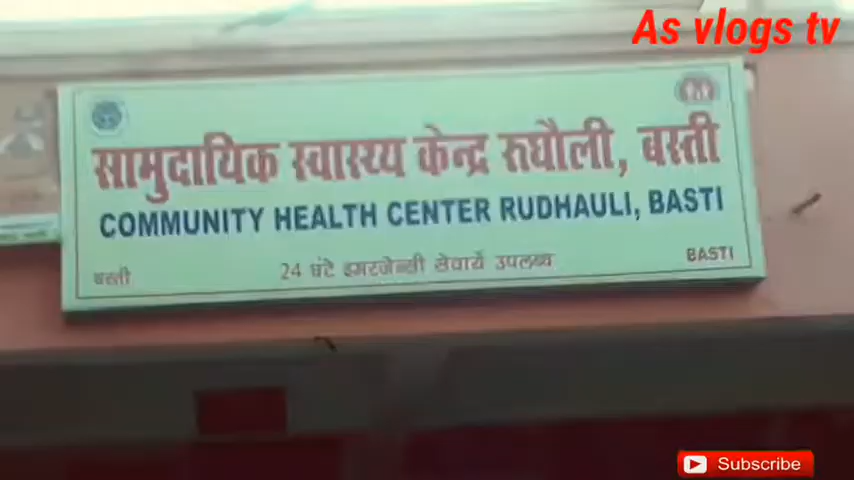 As vlogs tv
सामुदायिक स्वास्थ्य केन्द्र रुधौली, बस्ती
COMMUNITY HEALTH CENTER RUDHAULI, BASTI
बस्ती 24 घंटे इमरजेन्सी सेवायें उपलब्ध BASTI
Subscribe